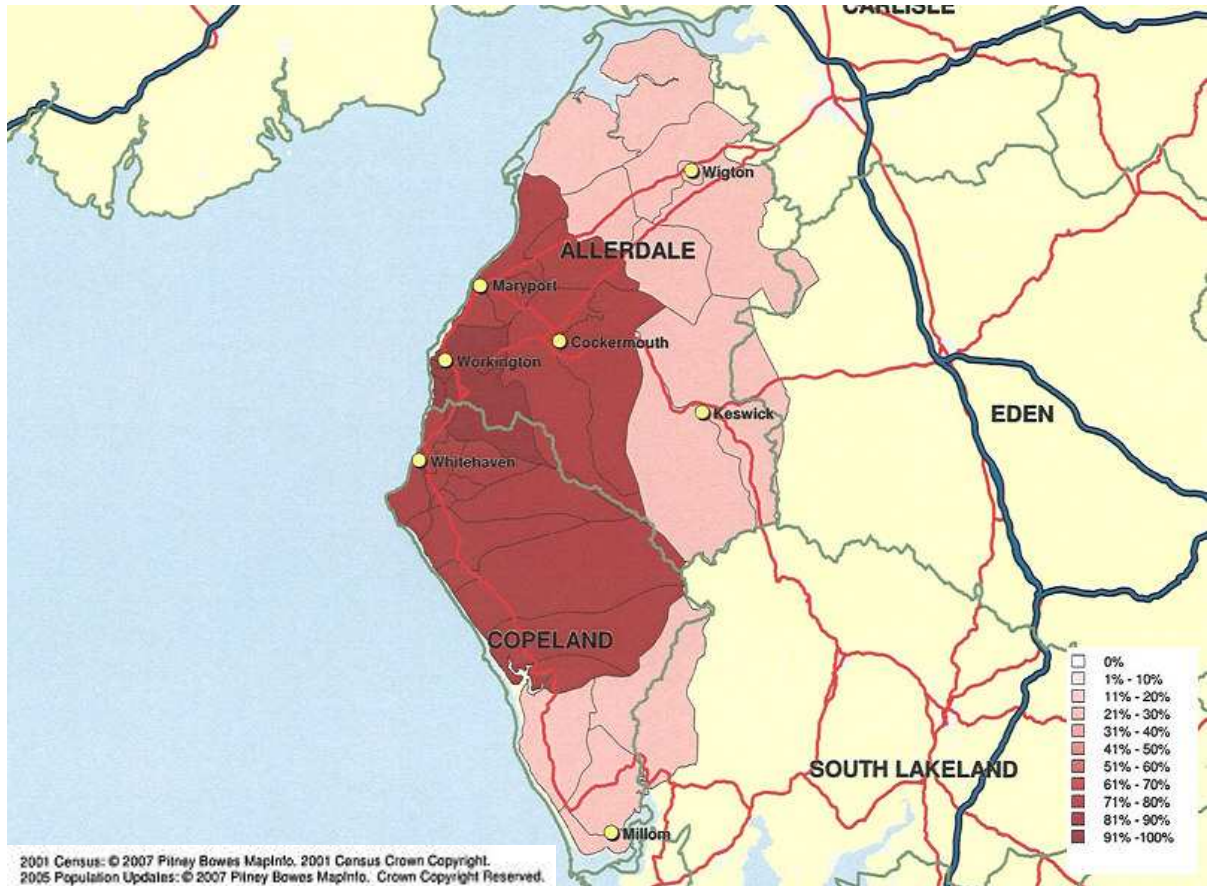 CARLISLE
Wigton
ALLERDALE
Maryport
Cockermouth
Workington
Keswick
EDEN
Whitehaven
COPELAND
0%
1% - 10%
11% - 20%
21% - 30%
31% - 40%
41% - 50%
51% - 60%
61% - 70%
71% - 80%
81% - 90%
91% -100%
SOUTH LAKELAND
Millom
2001 Census: © 2007 Pitney Bowes MapInfo. 2001 Census Crown Copyright.
2005 Population Updates: © 2007 Pitney Bowes MapInfo. Crown Copyright Reserved.